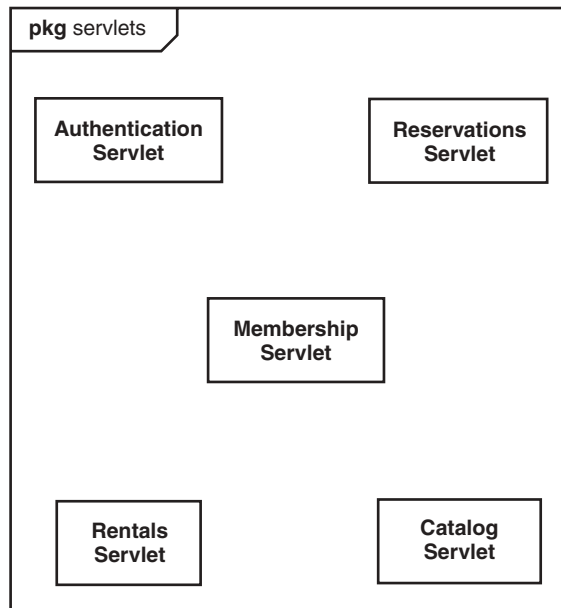 pkg servlets
Authentication
Servlet
Reservations
Servlet
Membership
Servlet
Rentals
Servlet
Catalog
Servlet